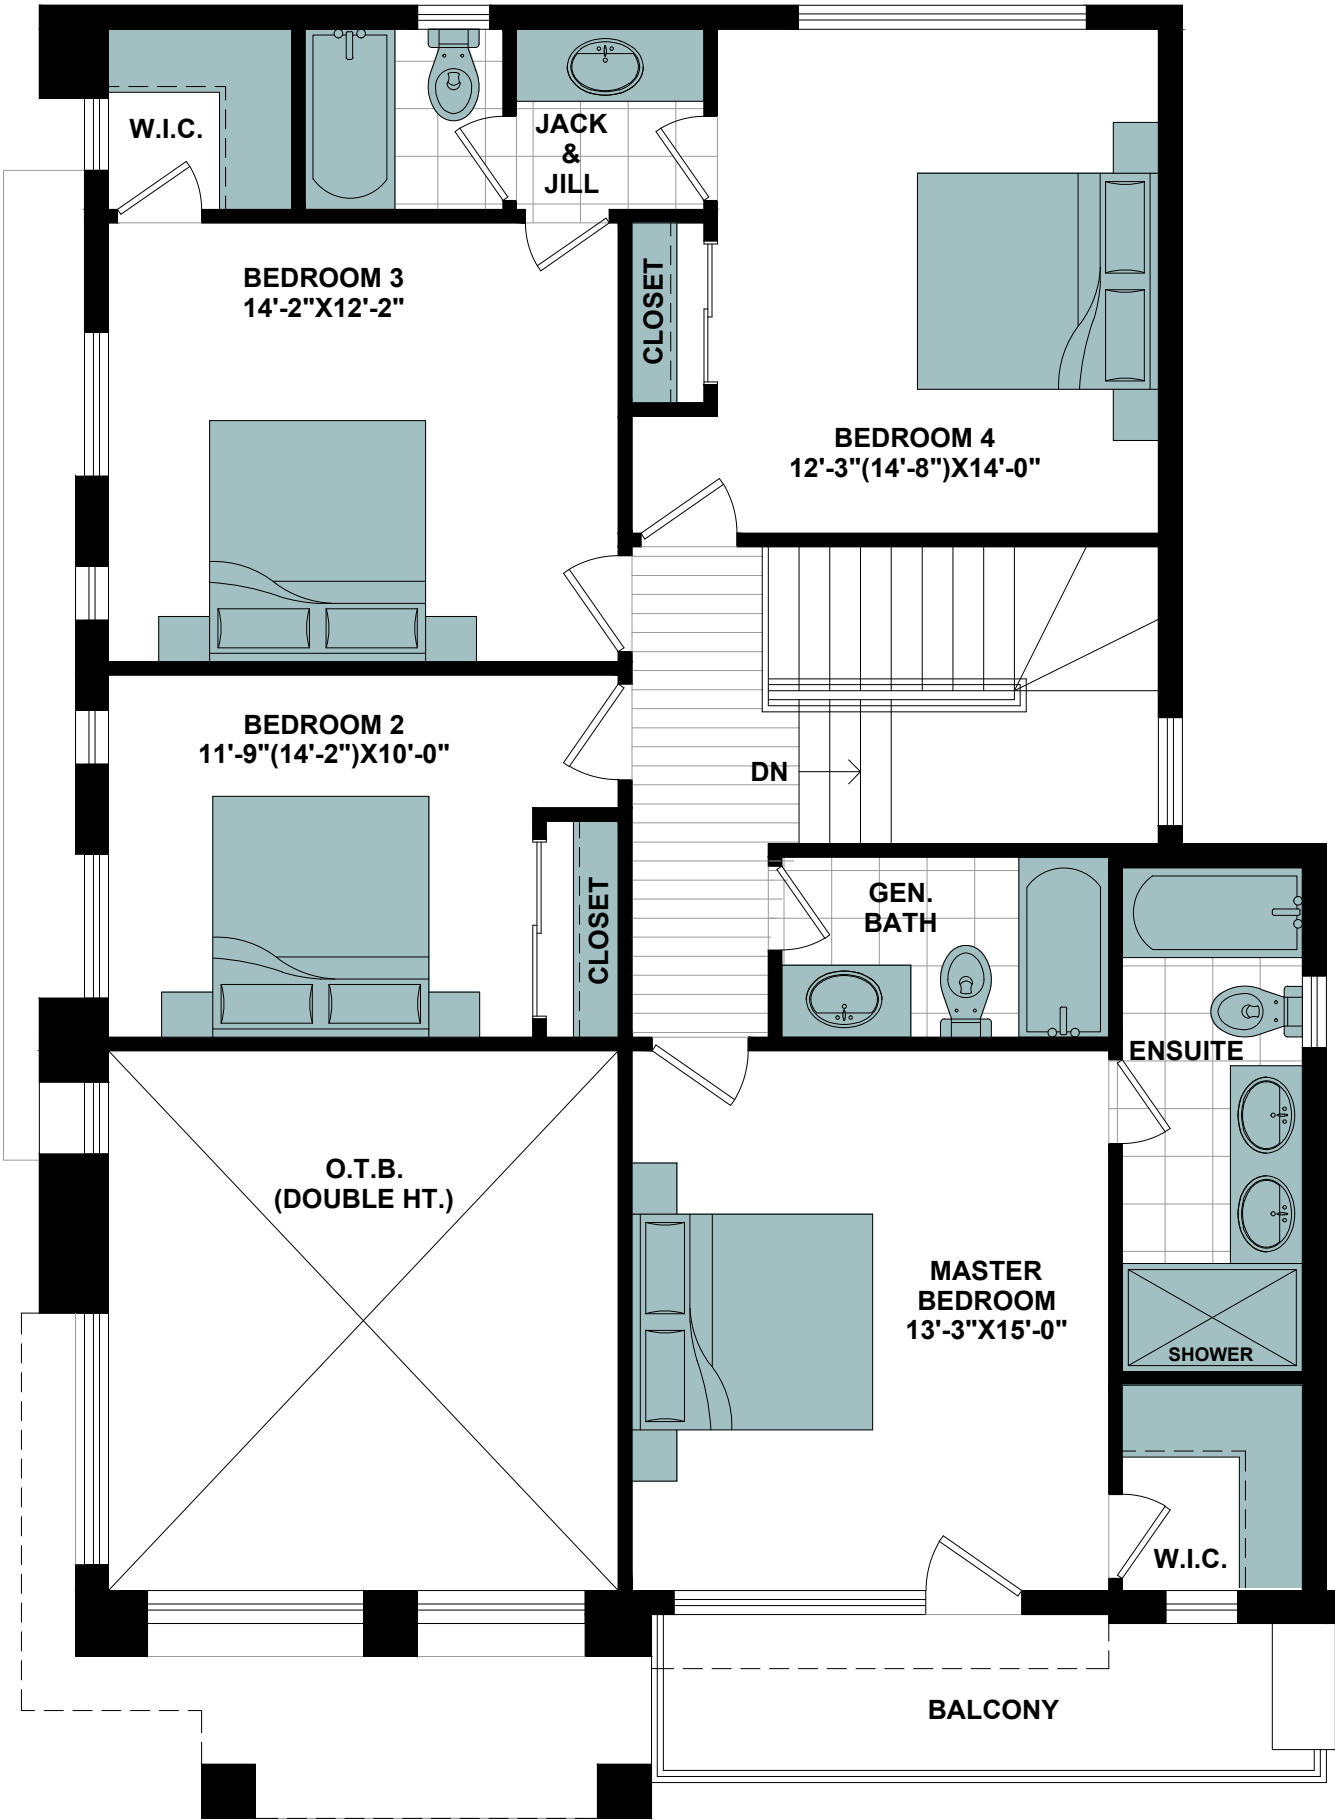 W.I.C.
JACK
&
JILL
BEDROOM 3
14'-2"X12'-2"
CLOSET
BEDROOM 4
12'-3"(14'-8")X14'-0"
BEDROOM 2
11'-9"(14'-2")X10'-0"
DN
CLOSET
GEN.
BATH
ENSUITE
O.T.B.
(DOUBLE HT.)
MASTER
BEDROOM
13'-3"X15'-0"
SHOWER
W.I.C.
BALCONY